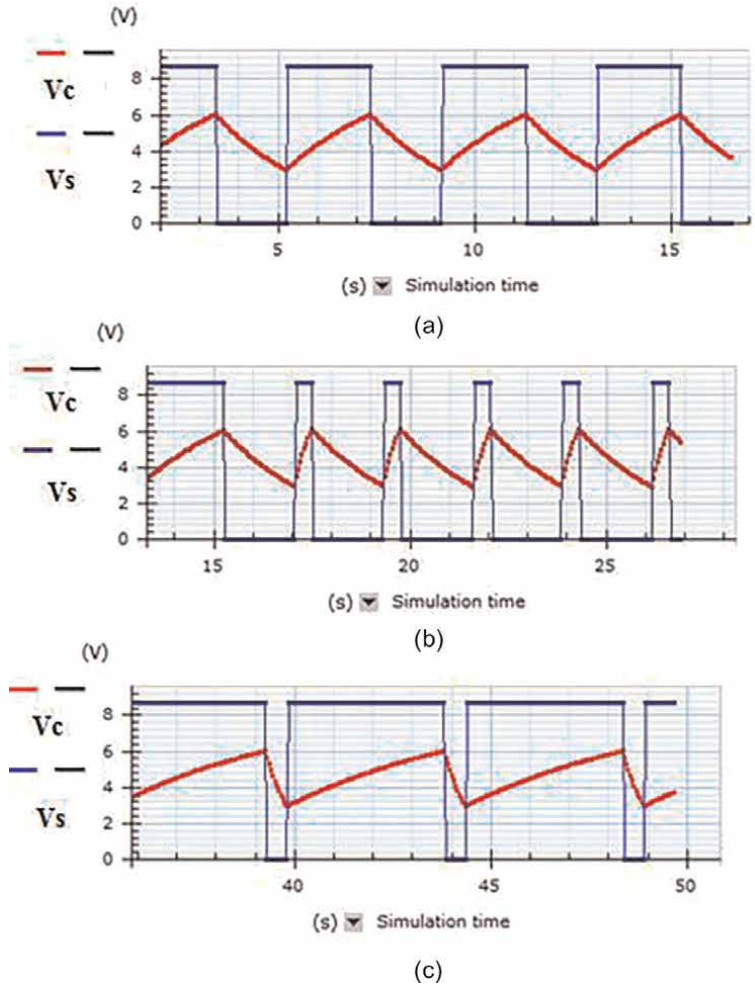 (V)
Vc
Vs
8
6
4
2
0
5 10 15
(s) Simulation time
(a)
(V)
Vc
Vs
8
6
4
2
0
15 20 25
(s) Simulation time
(b)
(V)
Vc
Vs
8
6
4
2
0
40 45 50
(s) Simulation time
(c)